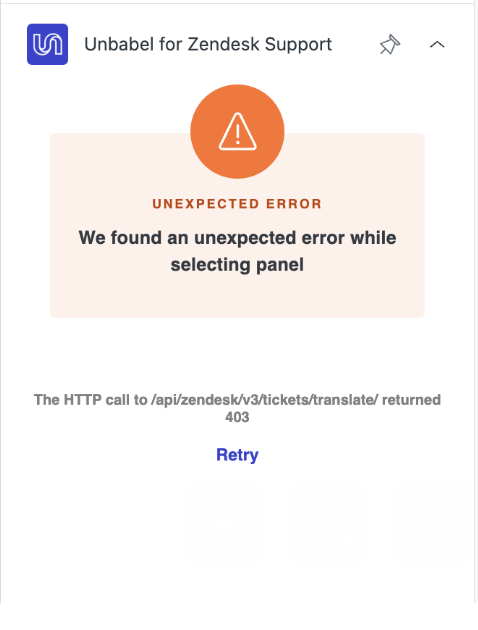 Unbabel for Zendesk Support
UNEXPECTED ERROR
We found an unexpected error while
selecting panel
The HTTP call to /api/zendesk/v3/tickets/translate/ returned
403
Retry